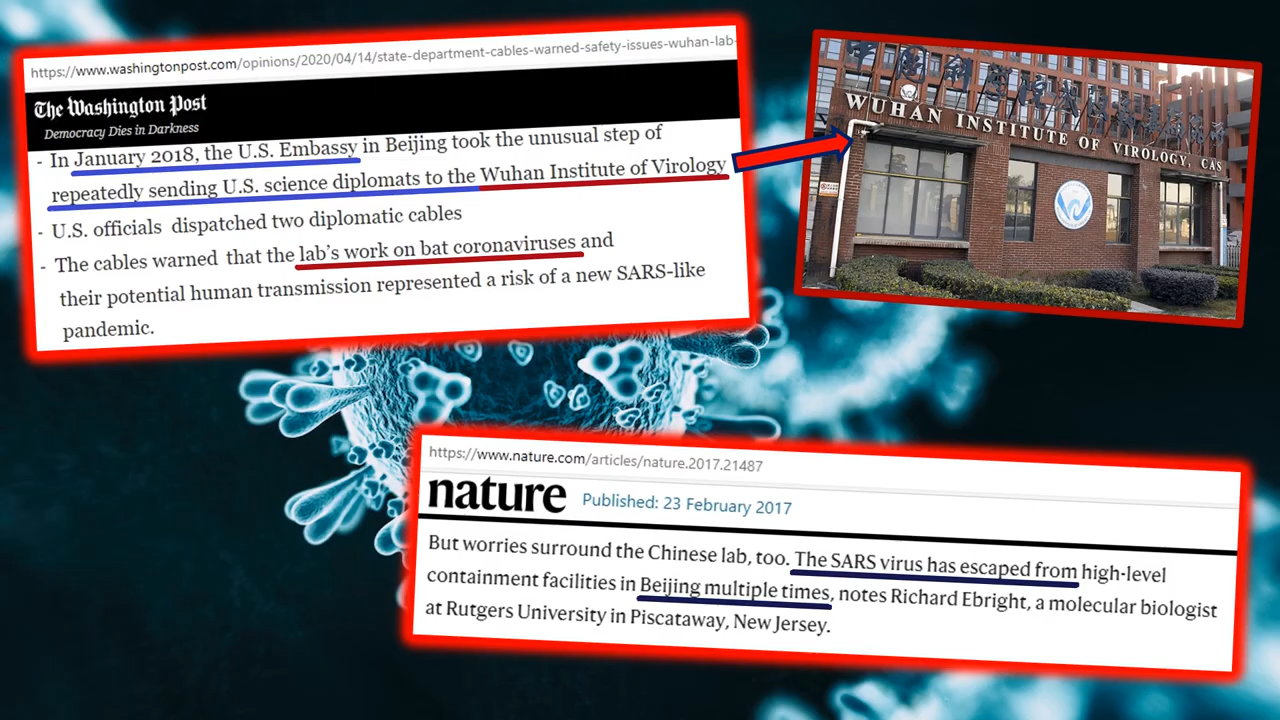 https://www.washingtonpost.com/opinions/2020/04/14/state-department-cables-warned-safety-issues-wuhan-lab-
The Washington Post
Democracy Dies in Darkness
- In January 2018, the U.S. Embassy in Beijing took the unusual step of
repeatedly sending U.S. science diplomats to the Wuhan Institute of Virology
- U.S. officials dispatched two diplomatic cables
- The cables warned that the lab's work on bat coronaviruses and
their potential human transmission represented a risk of a new SARS-like
pandemic.
WUHAN INSTITUTE OF VIROLOGY, CAS
https://www.nature.com/articles/nature.2017.21487
nature Published: 23 February 2017
But worries surround the Chinese lab, too. The SARS virus has escaped from high-level
containment facilities in Beijing multiple times, notes Richard Ebright, a molecular biologist
at Rutgers University in Piscataway, New Jersey.